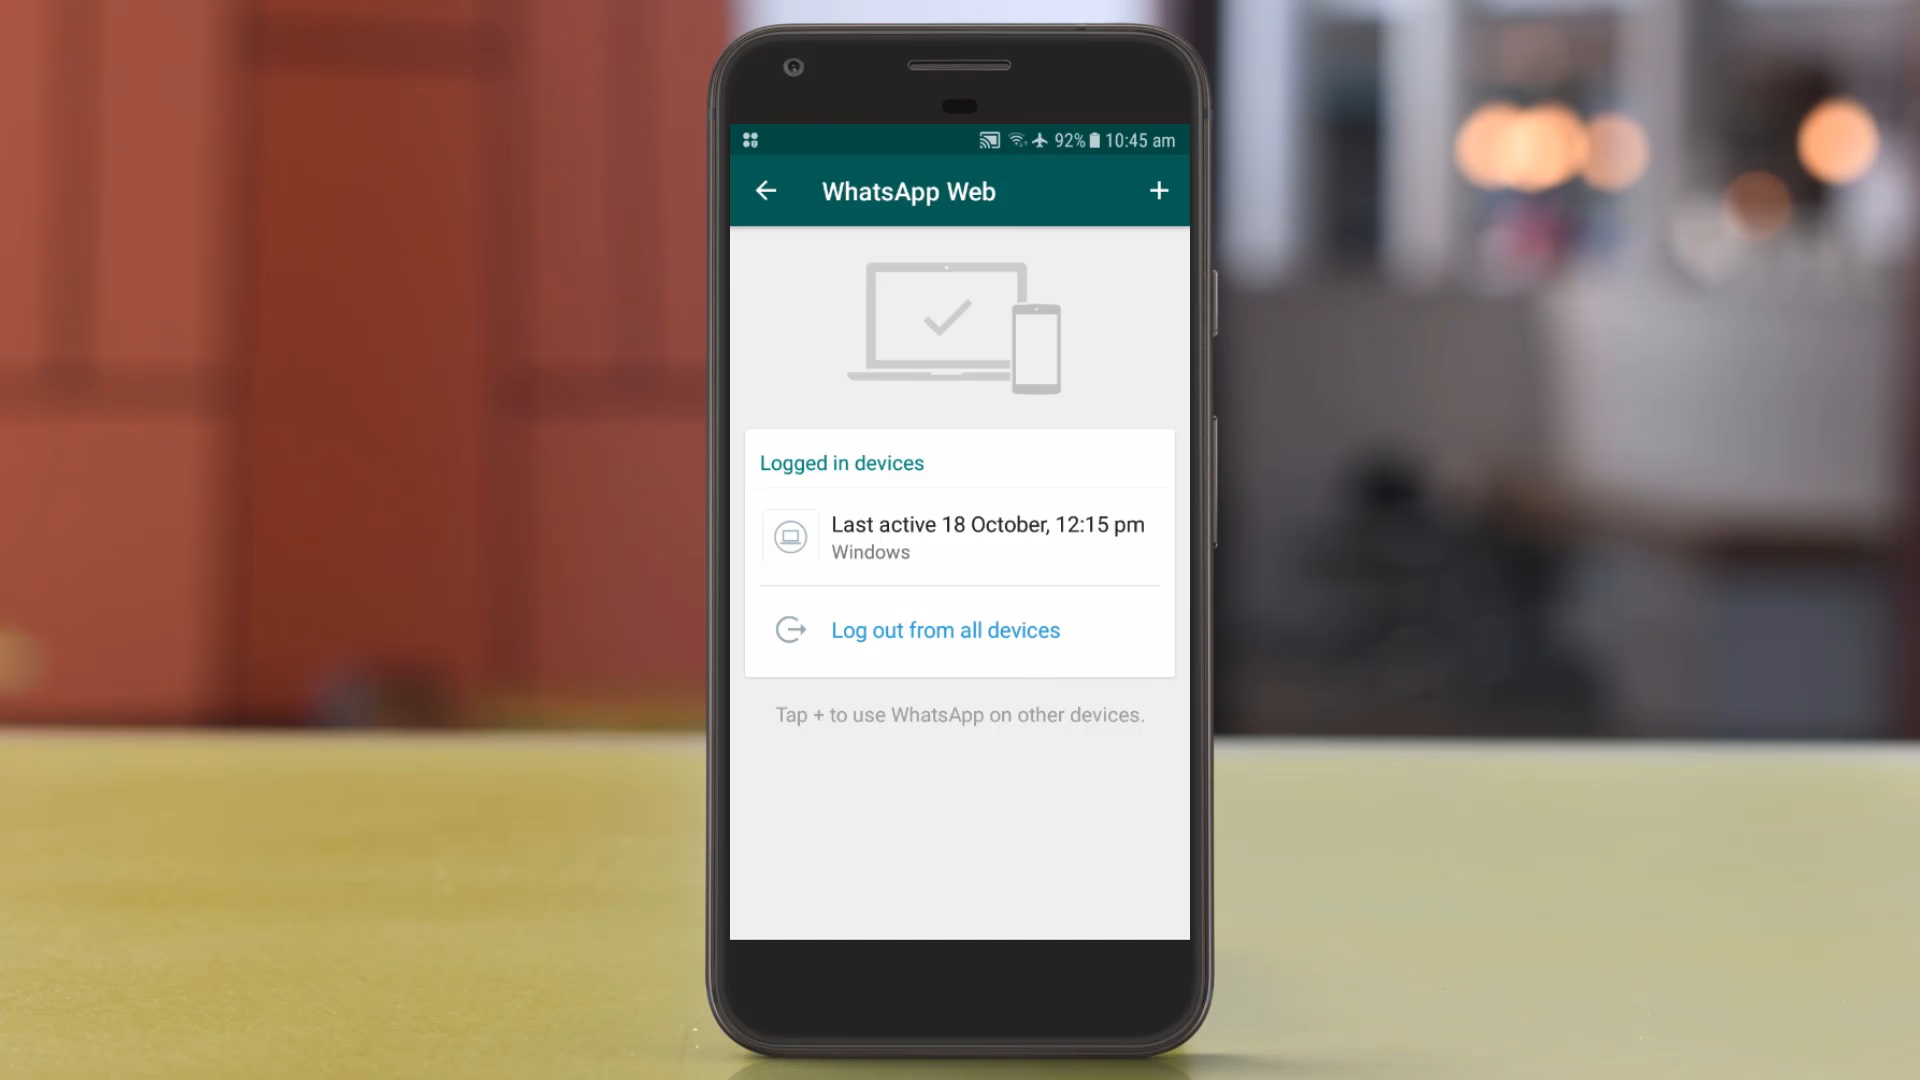 92% 10:45 am
WhatsApp Web
Logged in devices
Last active 18 October, 12:15 pm
Windows
Log out from all devices
Tap + to use WhatsApp on other devices.